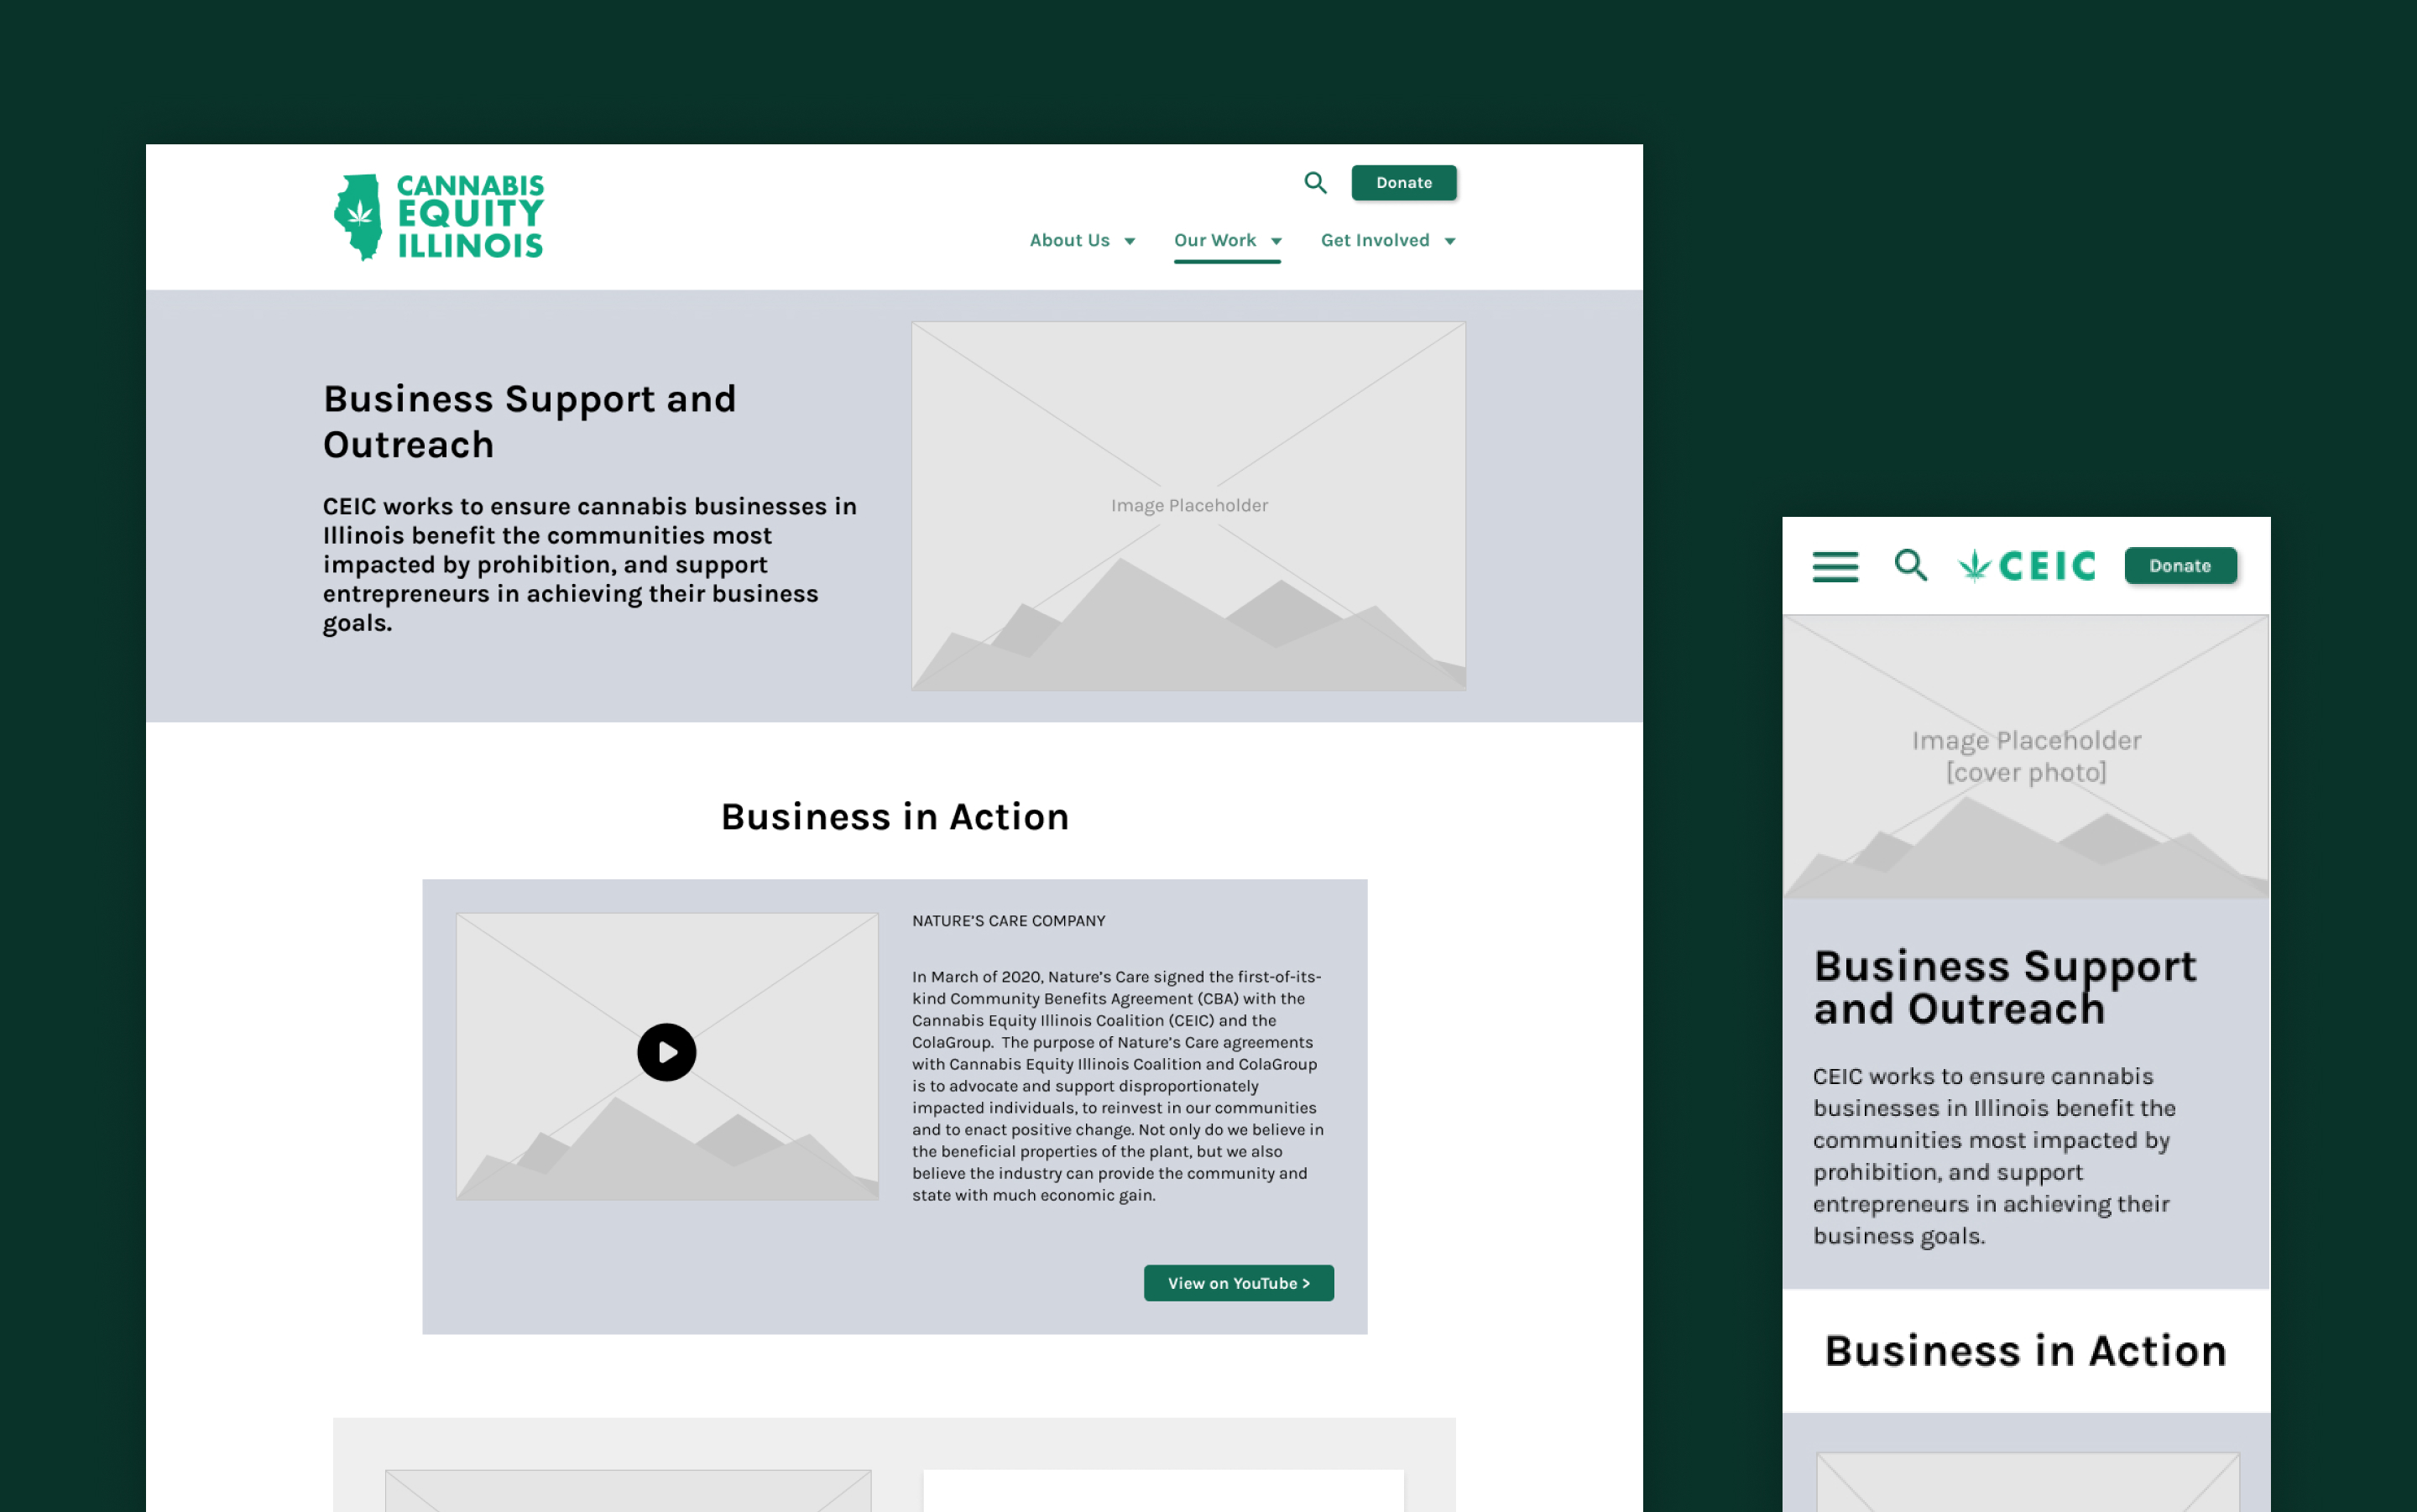 CANNABIS
EQUITY
ILLINOIS
Donate
About Us
Our Work
Get Involved
Business Support and
Outreach
CEIC works to ensure cannabis businesses in
Illinois benefit the communities most
impacted by prohibition, and support
entrepreneurs in achieving their business
goals.
Image Placeholder
Business in Action
NATURE’S CARE COMPANY
In March of 2020, Nature’s Care signed the first-of-its-
kind Community Benefits Agreement (CBA) with the
Cannabis Equity Illinois Coalition (CEIC) and the
ColaGroup.  The purpose of Nature’s Care agreements
with Cannabis Equity Illinois Coalition and ColaGroup
is to advocate and support disproportionately
impacted individuals, to reinvest in our communities
and to enact positive change. Not only do we believe in
the beneficial properties of the plant, but we also
believe the industry can provide the community and
state with much economic gain.
View on YouTube >
CEIC
Donate
Image Placeholder
[cover photo]
Business Support
and Outreach
CEIC works to ensure cannabis
businesses in Illinois benefit the
communities most impacted by
prohibition, and support
entrepreneurs in achieving their
business goals.
Business in Action